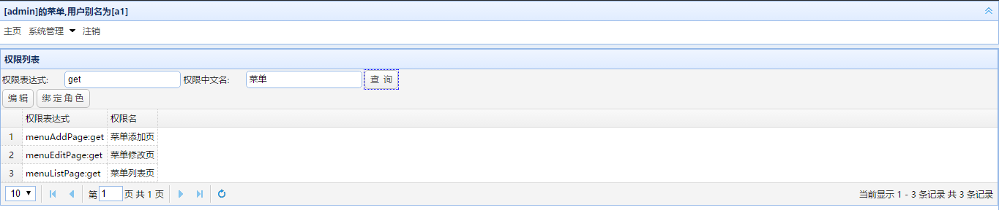 [admin]的菜单,用户别名为[a1]
主页 系统管理 注销
权限列表
权限表达式: get 权限中文名: 菜单 查 询
编 辑 绑 定 角 色
权限表达式 权限名
1 menuAddPage:get 菜单添加页
2 menuEditPage:get 菜单修改页
3 menuListPage:get 菜单列表页
10 第 1 页 共 1 页 当前显示 1 - 3 条记录 共 3 条记录